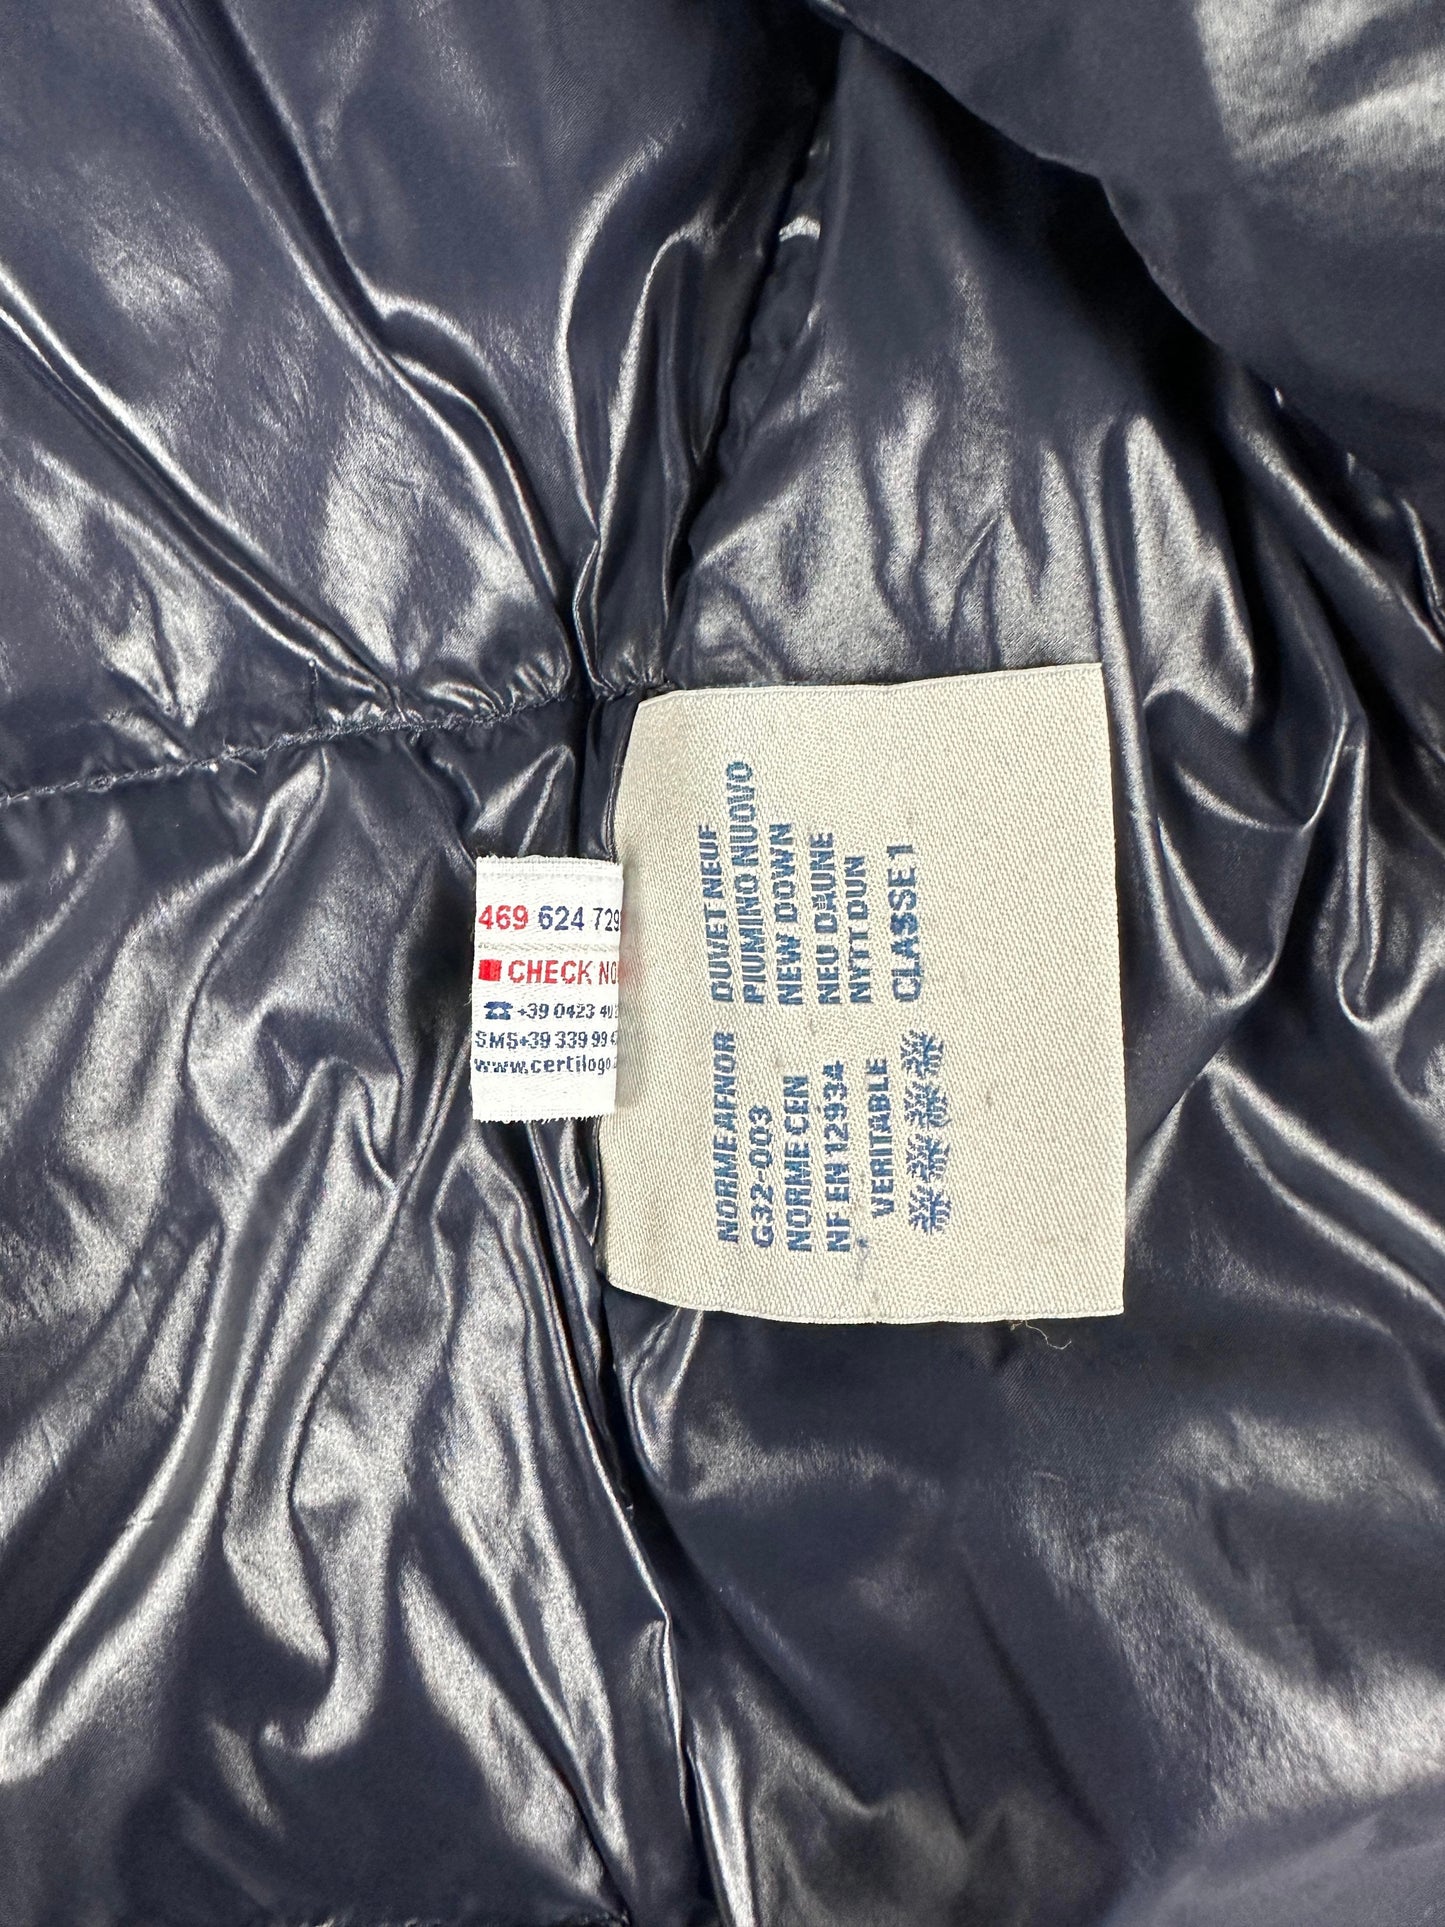 469 624 729
CHECK NO
+39 0423 40
SMS+39 339 99
www.certilogo.
DUVET NEUF
PIUMINO NUOVO
NEW DOWN
NEU DAUNE
NYTT DUN
CLASSE 1
NORME AFNOR
G32-003
NORME CEN
NF EN 12934
VERITABLE